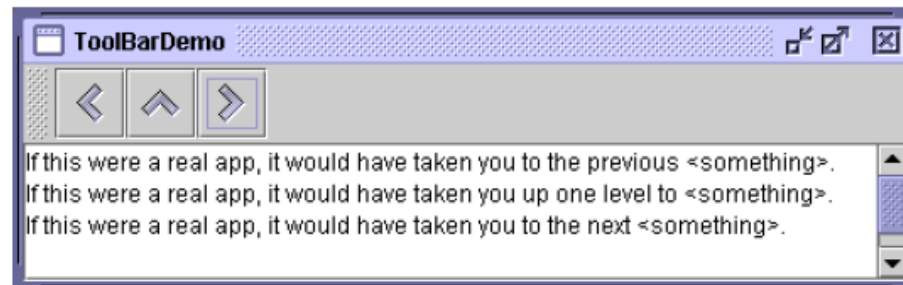 ToolBarDemo
If this were a real app, it would have taken you to the previous <something>.
If this were a real app, it would have taken you up one level to <something>.
If this were a real app, it would have taken you to the next <something>.